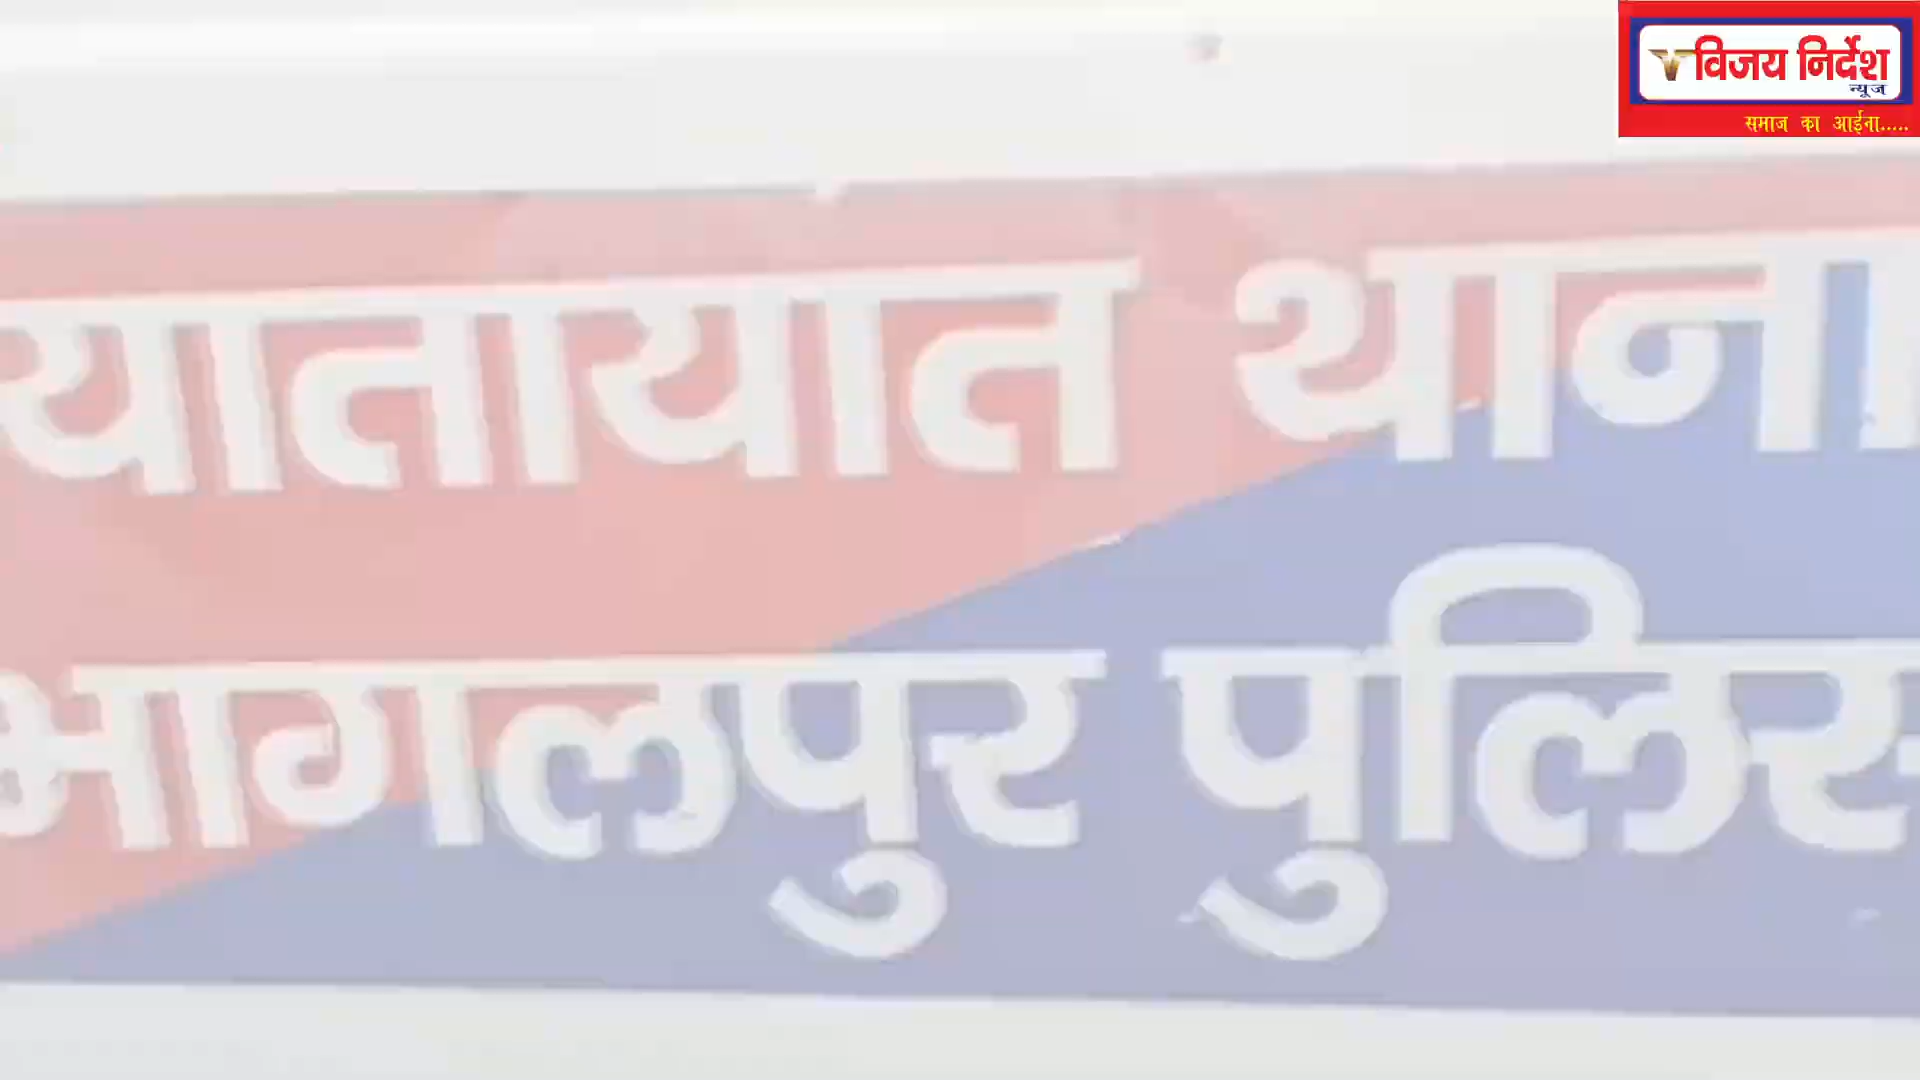 विजय निर्देश
न्यूज
समाज का आईना.....
यातायात थाना
भागलपुर पुलिस